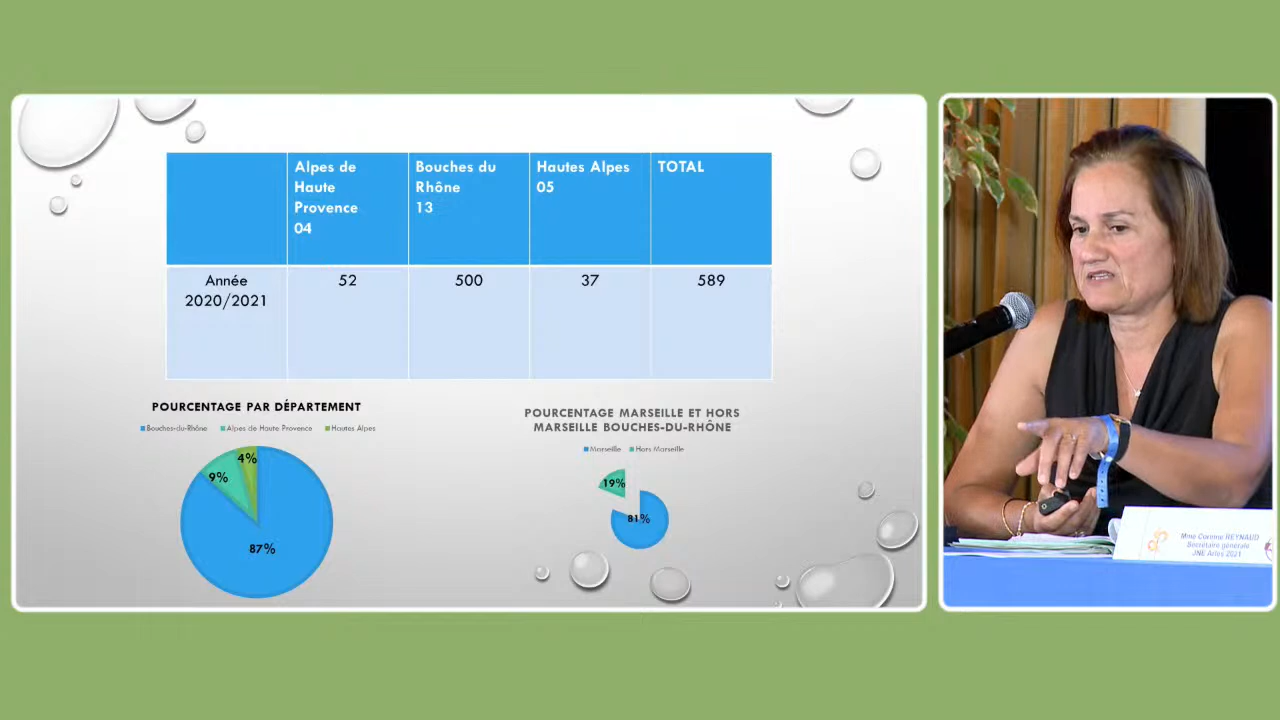 Alpes de
Haute
Provence
04
Bouches du
Rhône
13
Hautes Alpes
05
TOTAL
Année
2020/2021
52
500
37
589
POURCENTAGE PAR DÉPARTEMENT
Bouches-du-Rhône Alpes de Haute Provence Hautes Alpes
4%
9%
87%
POURCENTAGE MARSEILLE ET HORS
MARSEILLE BOUCHES-DU-RHÔNE
Marseille Hors Marseille
19%
81%
Mme Corinne REYNAUD
Secrétaire générale
JNE Arles 2021